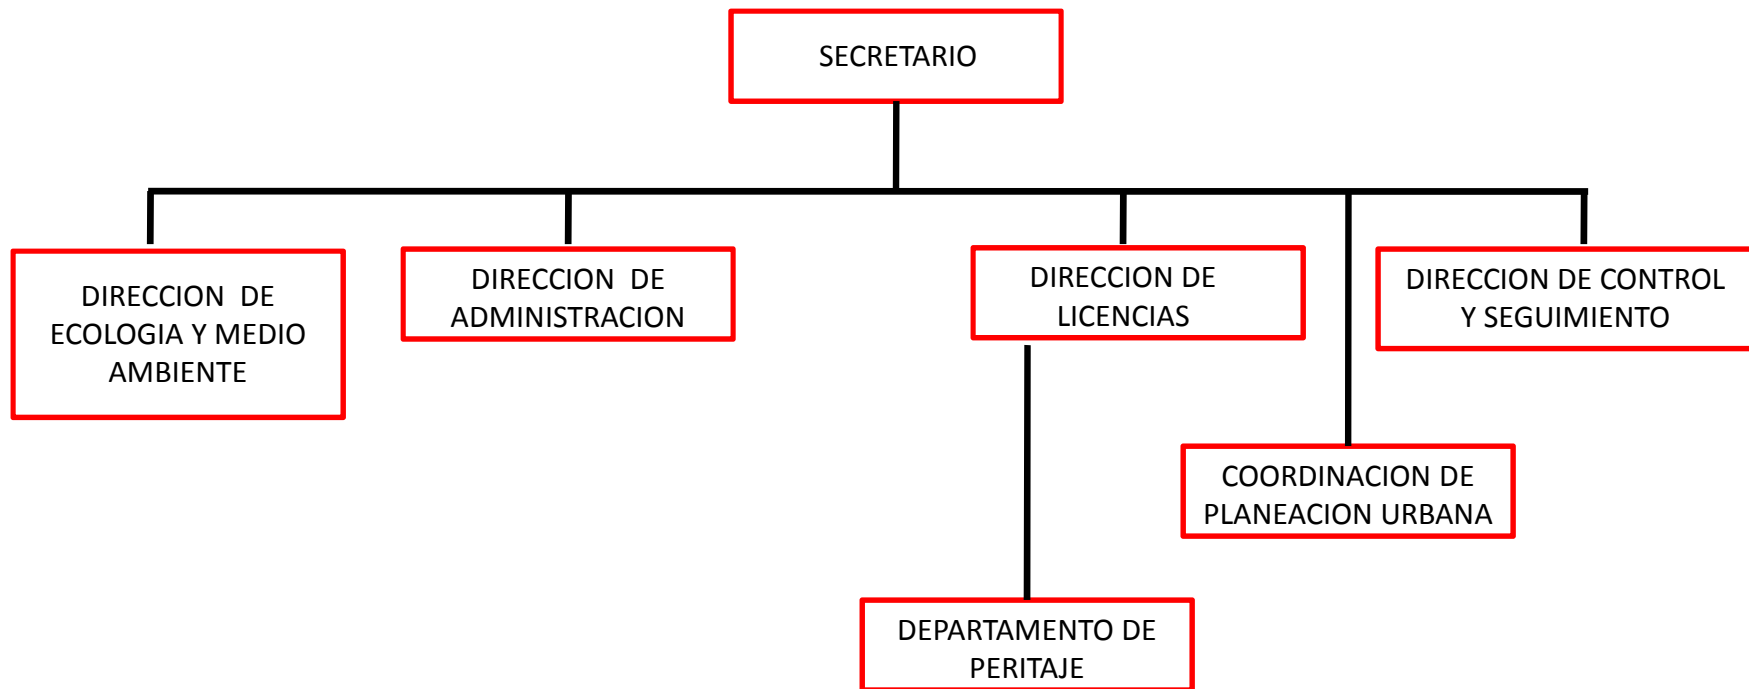 SECRETARIO
DIRECCION DE
ECOLOGIA Y MEDIO
AMBIENTE
DIRECCION DE
ADMINISTRACION
DIRECCION DE
LICENCIAS
DIRECCION DE CONTROL
Y SEGUIMIENTO
COORDINACION DE
PLANEACION URBANA
DEPARTAMENTO DE
PERITAJE